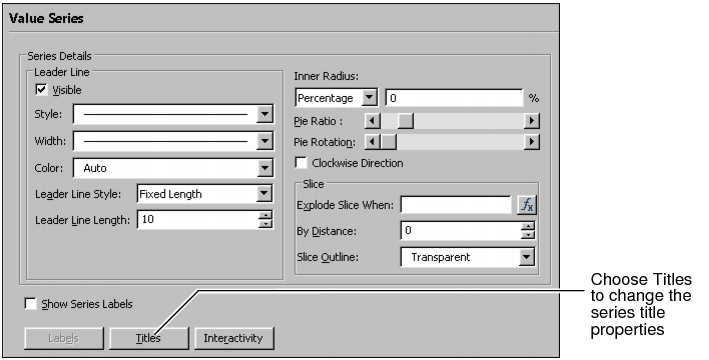 Value Series
Series Details
Leader Line
Visible
Style:
Width:
Color: Auto
Leader Line Style: Fixed Length
Leader Line Length: 10
Inner Radius:
Percentage 0 %
Pie Ratio :
Pie Rotation:
Clockwise Direction
Slice
Explode Slice When: fx
By Distance: 0
Slice Outline: Transparent
Show Series Labels
Labels Titles Interactivity
Choose Titles
to change the
series title
properties